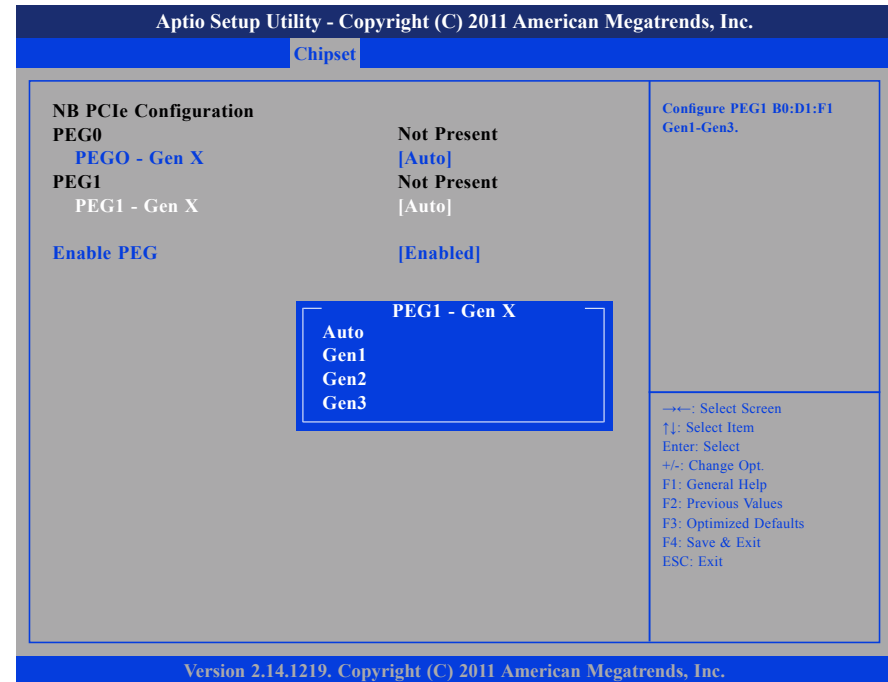 Aptio Setup Utility - Copyright (C) 2011 American Megatrends, Inc.
Chipset
NB PCIe Configuration
PEG0 Not Present
PEGO - Gen X [Auto]
PEG1 Not Present
PEG1 - Gen X [Auto]
Enable PEG [Enabled]
PEG1 - Gen X
Auto
Gen1
Gen2
Gen3
Configure PEG1 B0:D1:F1
Gen1-Gen3.
→←: Select Screen
↑↓: Select Item
Enter: Select
+/-: Change Opt.
F1: General Help
F2: Previous Values
F3: Optimized Defaults
F4: Save & Exit
ESC: Exit
Version 2.14.1219. Copyright (C) 2011 American Megatrends, Inc.